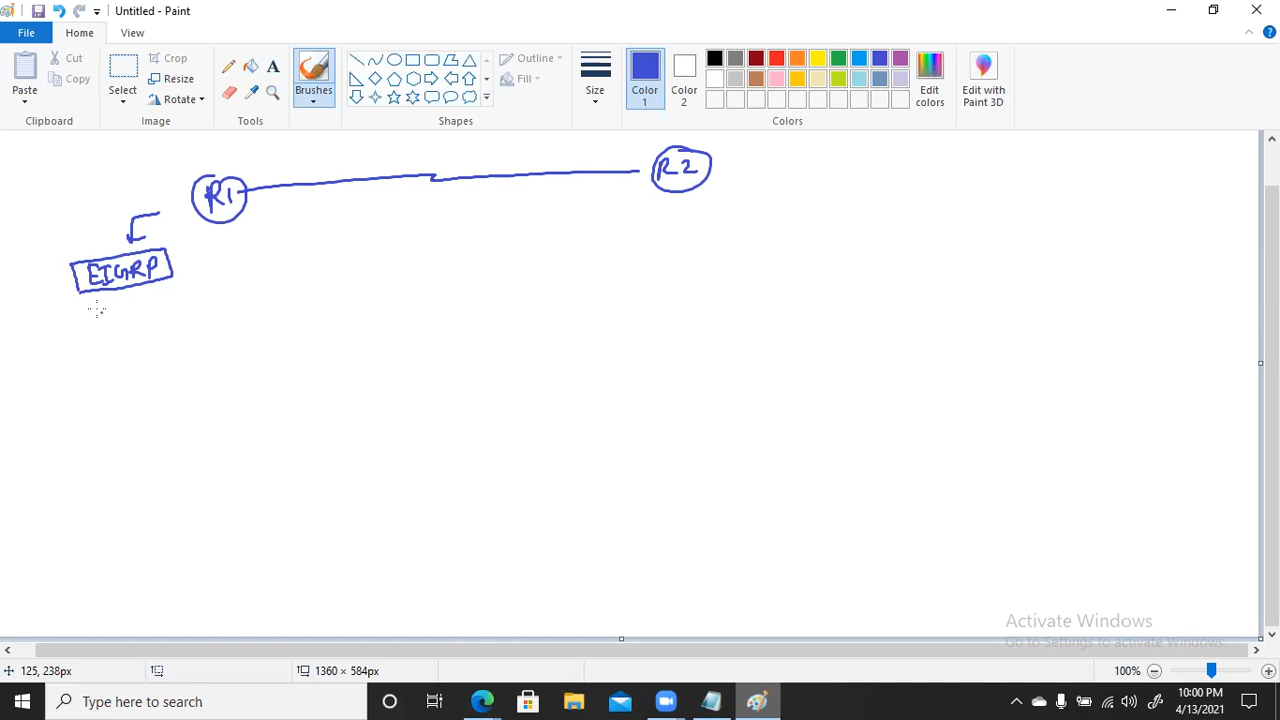 Untitled - Paint
File Home View
Paste
Cut
Copy
Clipboard
Select
Crop
Resize
Rotate
Image
Tools
Brushes
Shapes
Outline
Fill
Size
Color 1
Color 2
Colors
Edit colors
Edit with Paint 3D
R1
R2
EIGRP
Activate Windows
Go to Settings to activate Windows.
125, 238px
1360 × 584px
100%
Type here to search
10:00 PM
4/13/2021